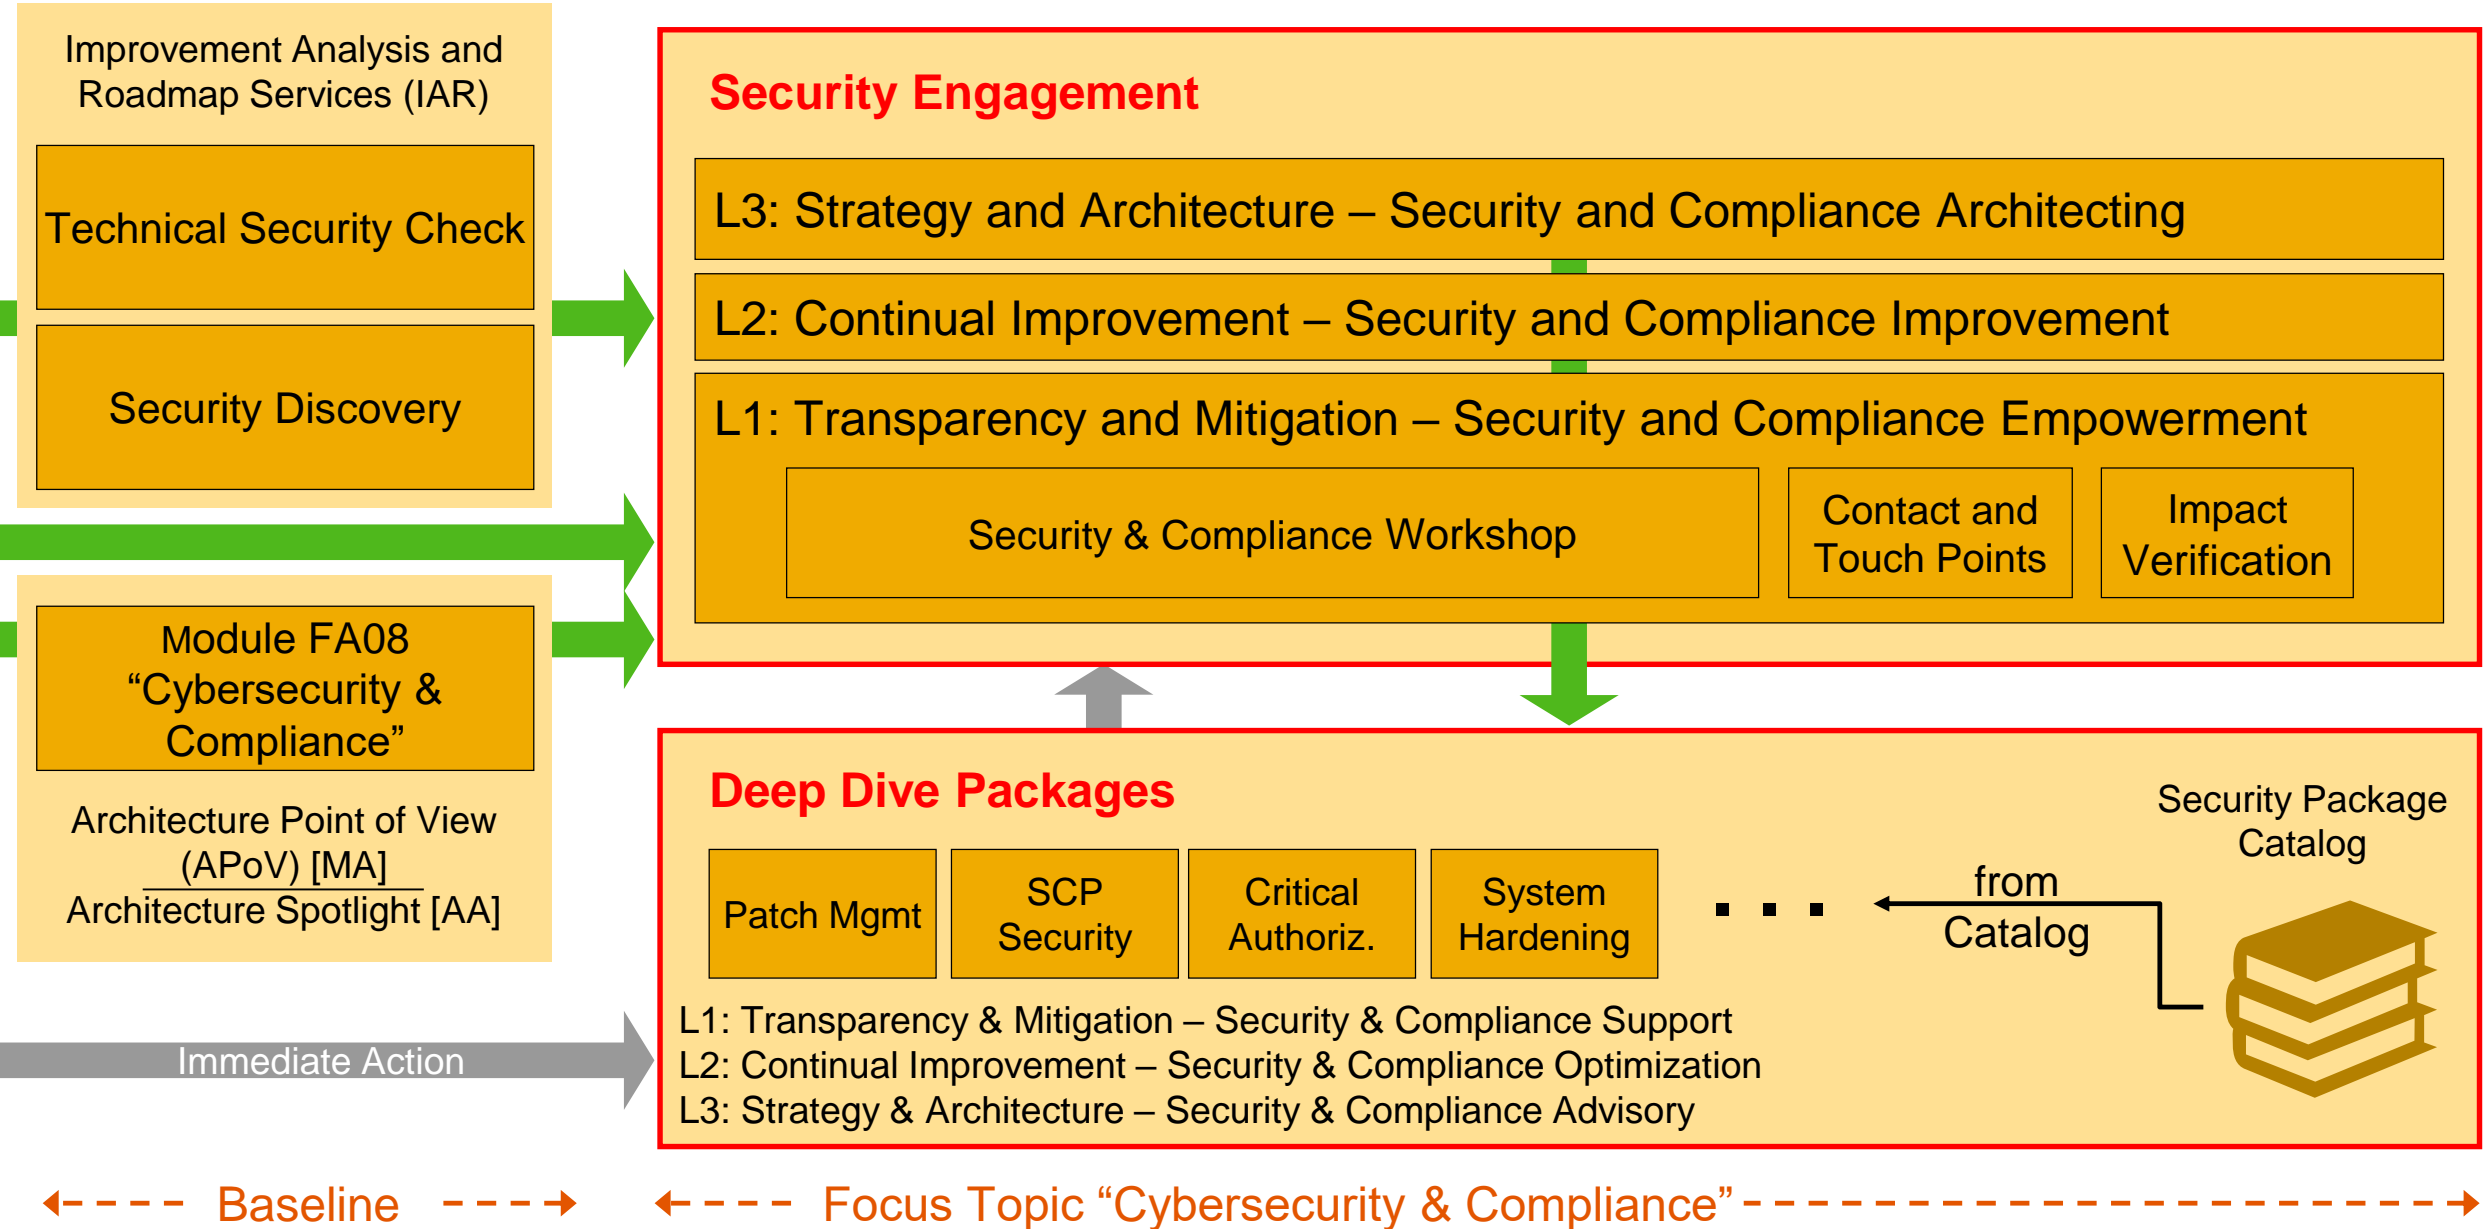 Improvement Analysis and
Roadmap Services (IAR)
Technical Security Check
Security Discovery
Module FA08
“Cybersecurity &
Compliance”
Architecture Point of View
(APoV) [MA]
Architecture Spotlight [AA]
Immediate Action
Security Engagement
L3: Strategy and Architecture – Security and Compliance Architecting
L2: Continual Improvement – Security and Compliance Improvement
L1: Transparency and Mitigation – Security and Compliance Empowerment
Security & Compliance Workshop
Contact and
Touch Points
Impact
Verification
Deep Dive Packages
Patch Mgmt
SCP
Security
Critical
Authoriz.
System
Hardening
. . .
from
Catalog
Security Package
Catalog
L1: Transparency & Mitigation – Security & Compliance Support
L2: Continual Improvement – Security & Compliance Optimization
L3: Strategy & Architecture – Security & Compliance Advisory
Baseline
Focus Topic “Cybersecurity & Compliance”